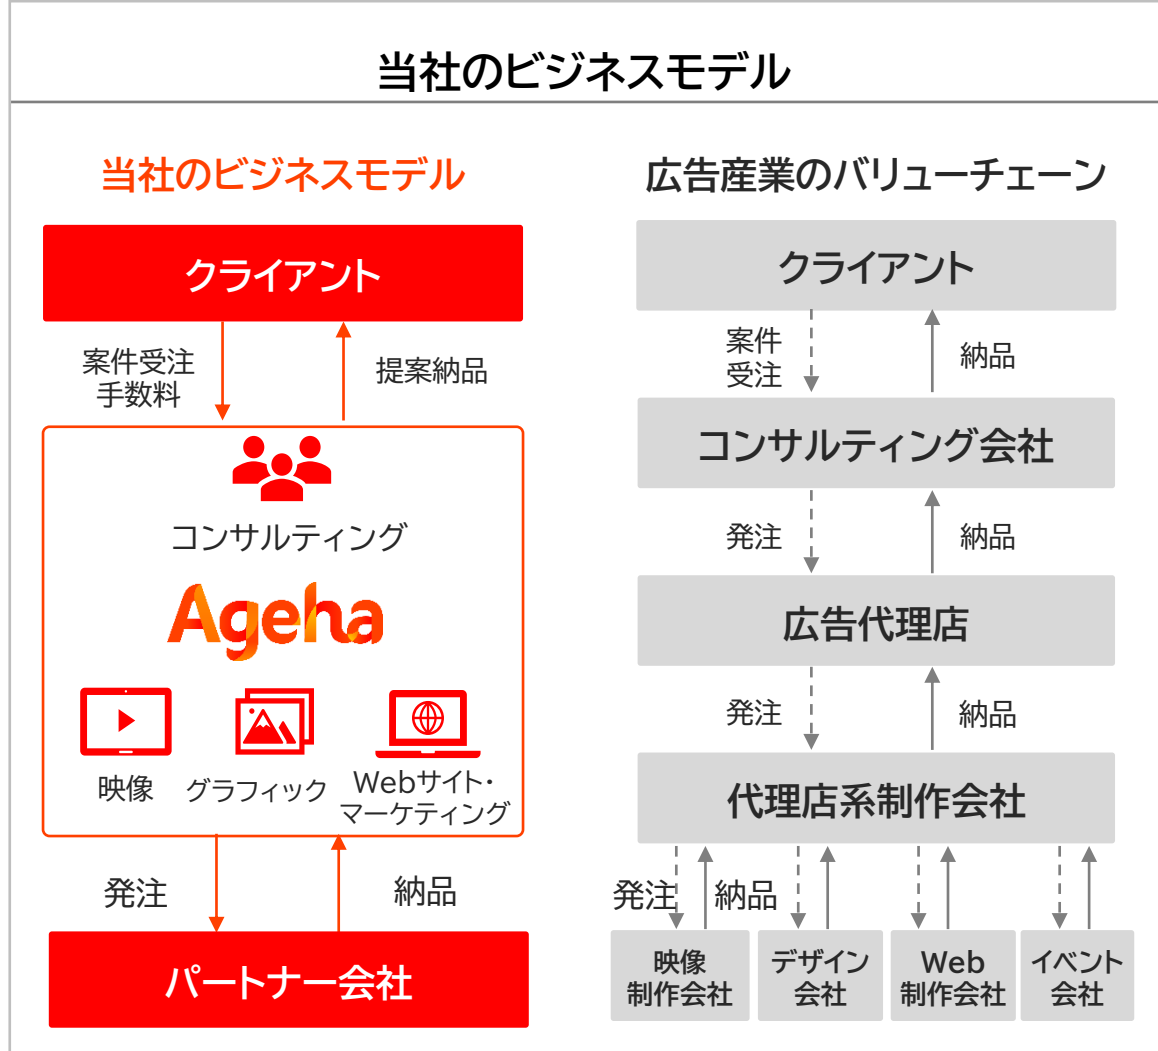 当社のビジネスモデル
当社のビジネスモデル
クライアント
案件受注
手数料
提案納品
コンサルティング
Ageha
映像
グラフィック
Webサイト・
マーケティング
発注
納品
パートナー会社
広告産業のバリューチェーン
クライアント
案件
受注
納品
コンサルティング会社
発注
納品
広告代理店
発注
納品
代理店系制作会社
発注
納品
映像
制作会社
デザイン
会社
Web
制作会社
イベント
会社